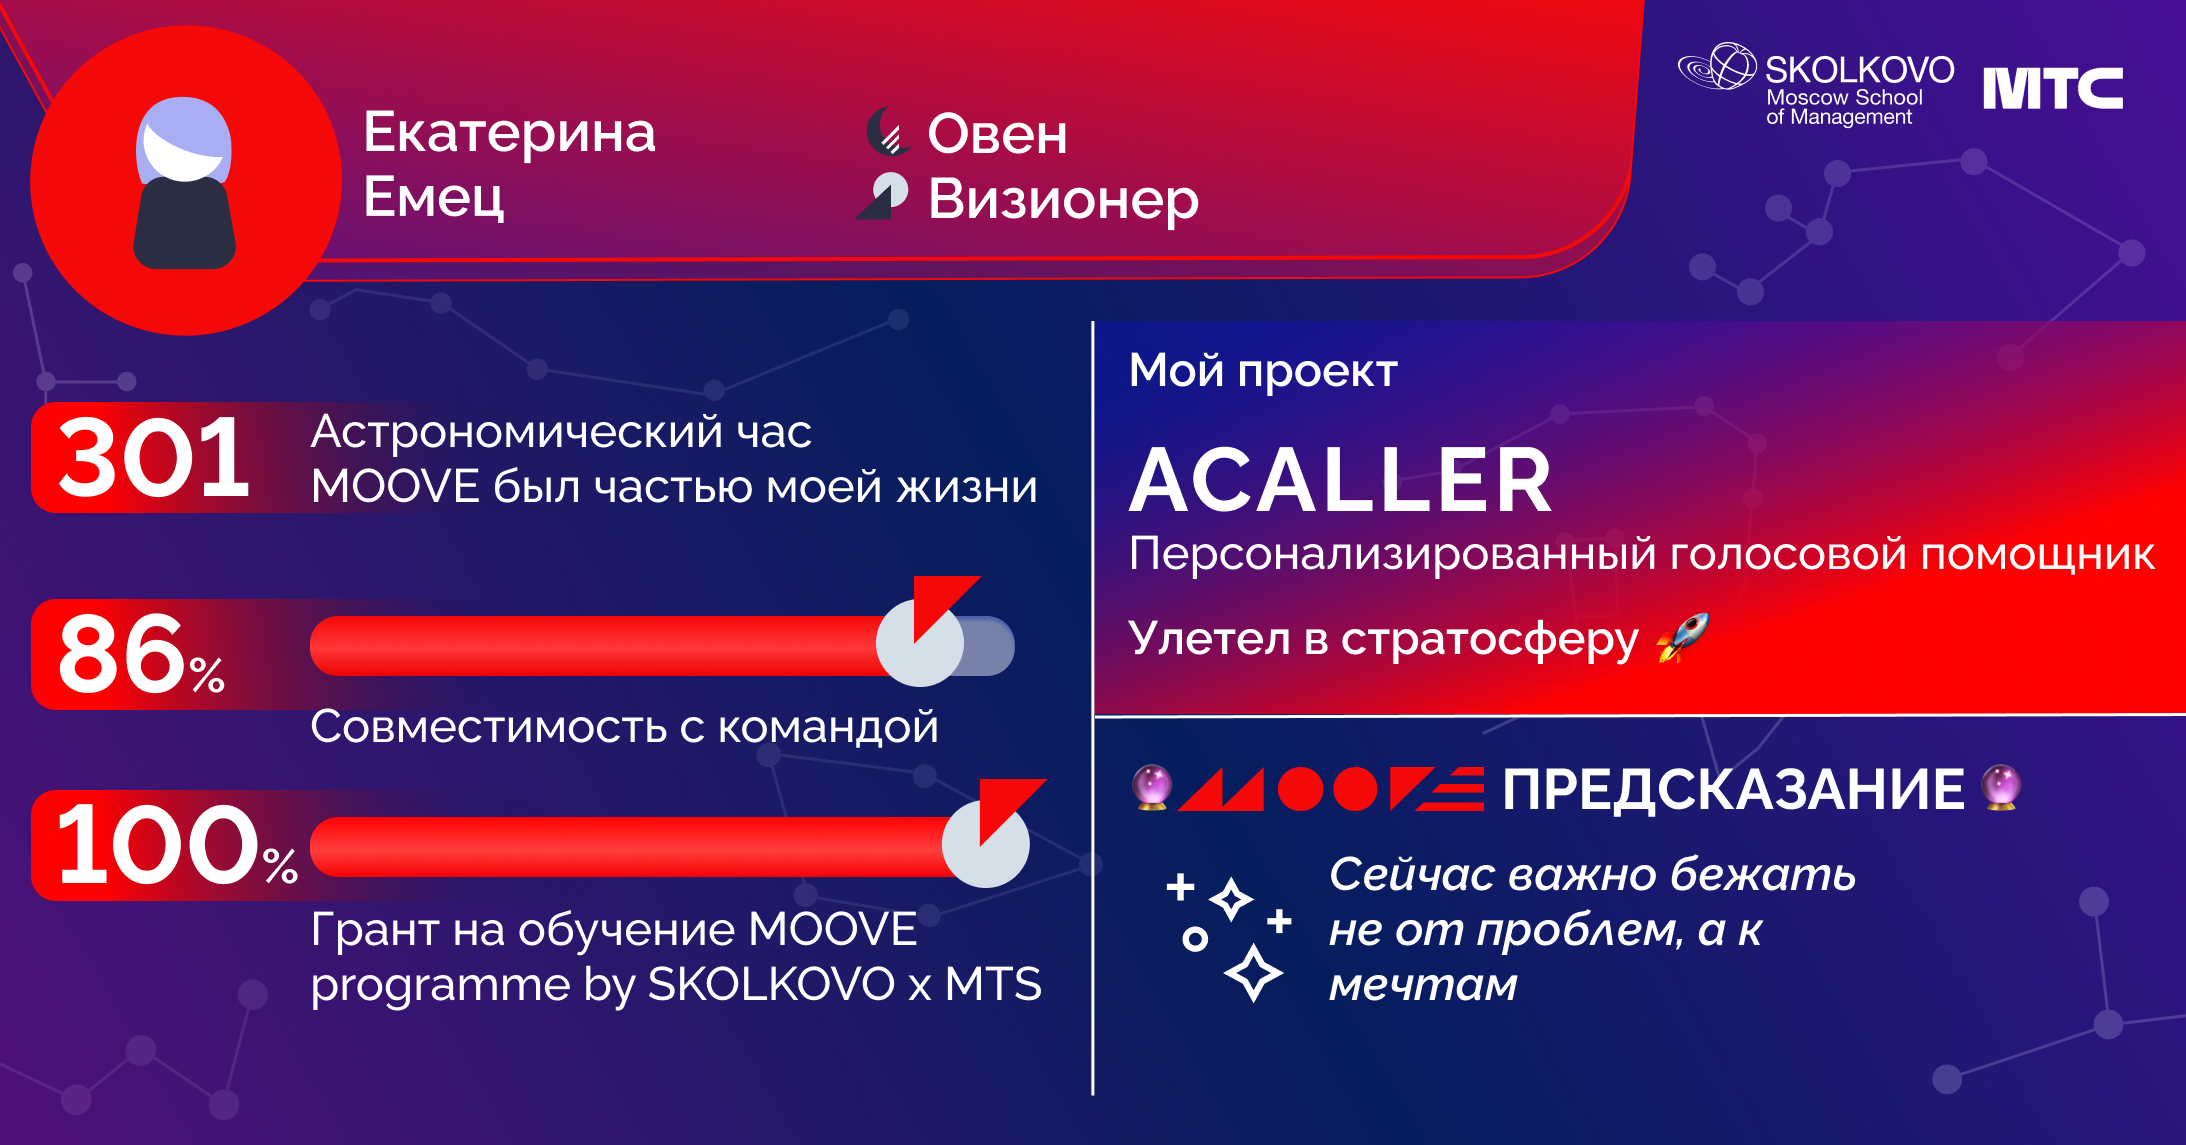 Екатерина
Емец
Овен
Визионер
SKOLKOVO
Moscow School
of Management
МТС
301
Астрономический час
MOOVE был частью моей жизни
86%
Совместимость с командой
100%
Грант на обучение MOOVE
programme by SKOLKOVO x MTS
Мой проект
ACALLER
Персонализированный голосовой помощник
Улетел в стратосферу 🚀
🔮 MOOVE ПРЕДСКАЗАНИЕ 🔮
Сейчас важно бежать
не от проблем, а к
мечтам